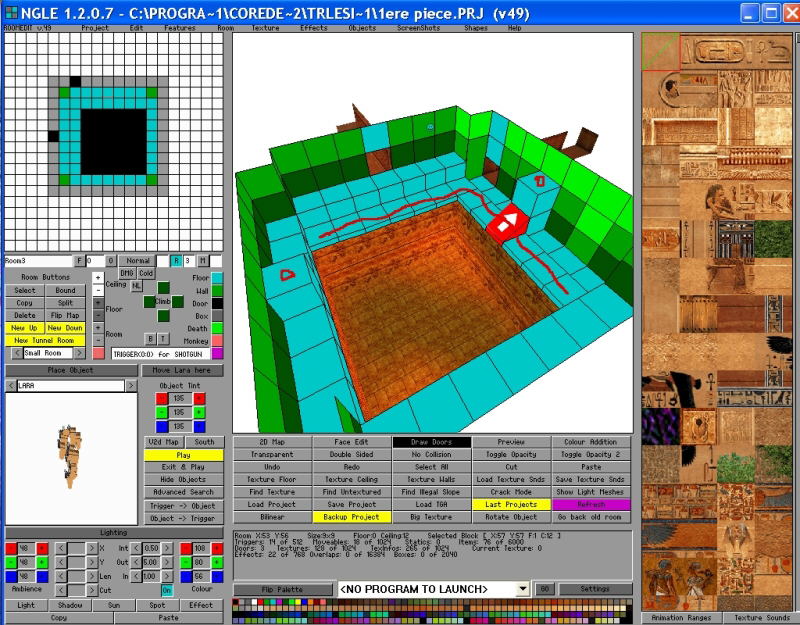 NGLE 1.2.0.7 - C:\PROGRA~1\COREDE~2\TRLESI~1\1ere piece.PRJ (v49)
ROOMEDIT v.49 Project Edit Features Room Texture Effects Objects ScreenShots Shapes Help
Room3 F 0 0 Normal R 3 M
Room Buttons
Select Bound
Copy Split
Delete Flip Map
New Up New Down
New Tunnel Room
< Small Room >
+
-
+
-
+
-
DMG Cold
Ceiling NL
Floor
Climb
Room
B T
Floor
Wall
Door
Box
Death
Monkey
TRIGGER(0:0) for SHOTGUN
Place Object
Move Lara here
< LARA >
Object Tint
- 135 +
- 135 +
- 135 +
V2d Map South
Play
Exit & Play
Hide Objects
Advanced Search
Trigger -> Object
Object -> Trigger
Lighting
- 48 + < > X Int < 0.50 > - 108 +
- 48 + < > Y Out < 5.00 > - 80 +
- 48 + < > Len In < 1.00 > - 56 +
Ambience < > Cut On Colour
Light Shadow Sun Spot Effect
Copy Paste
2D Map Face Edit Draw Doors Preview Colour Addition
Transparent Double Sided No Collision Toggle Opacity Toggle Opacity 2
Undo Redo Select All Cut Paste
Texture Floor Texture Ceiling Texture Walls Load Texture Snds Save Texture Snds
Find Texture Find Untextured Find Illegal Slope Crack Mode Show Light Meshes
Load Project Save Project Load TGA Last Projects Refresh
Bilinear Backup Project Big Texture Rotate Object Go back old room
Room X:53 Y:56 Size:9x9 Floor:0 Ceiling:12 Selected Block [ X:57 Y:57 F:1 C:12 ]
Triggers: 14 of 512 Moveables: 18 of 1024 Statics: 0 Items: 76 of 6000
Doors: 3 Textures: 128 of 1024 TexInfos: 266 of 1024 Current Texture: 0
Effects: 22 of 768 Overlaps: 0 of 16384 Boxes: 0 of 2040
Flip Palette <NO PROGRAM TO LAUNCH> GO Settings
Animation Ranges Texture Sounds